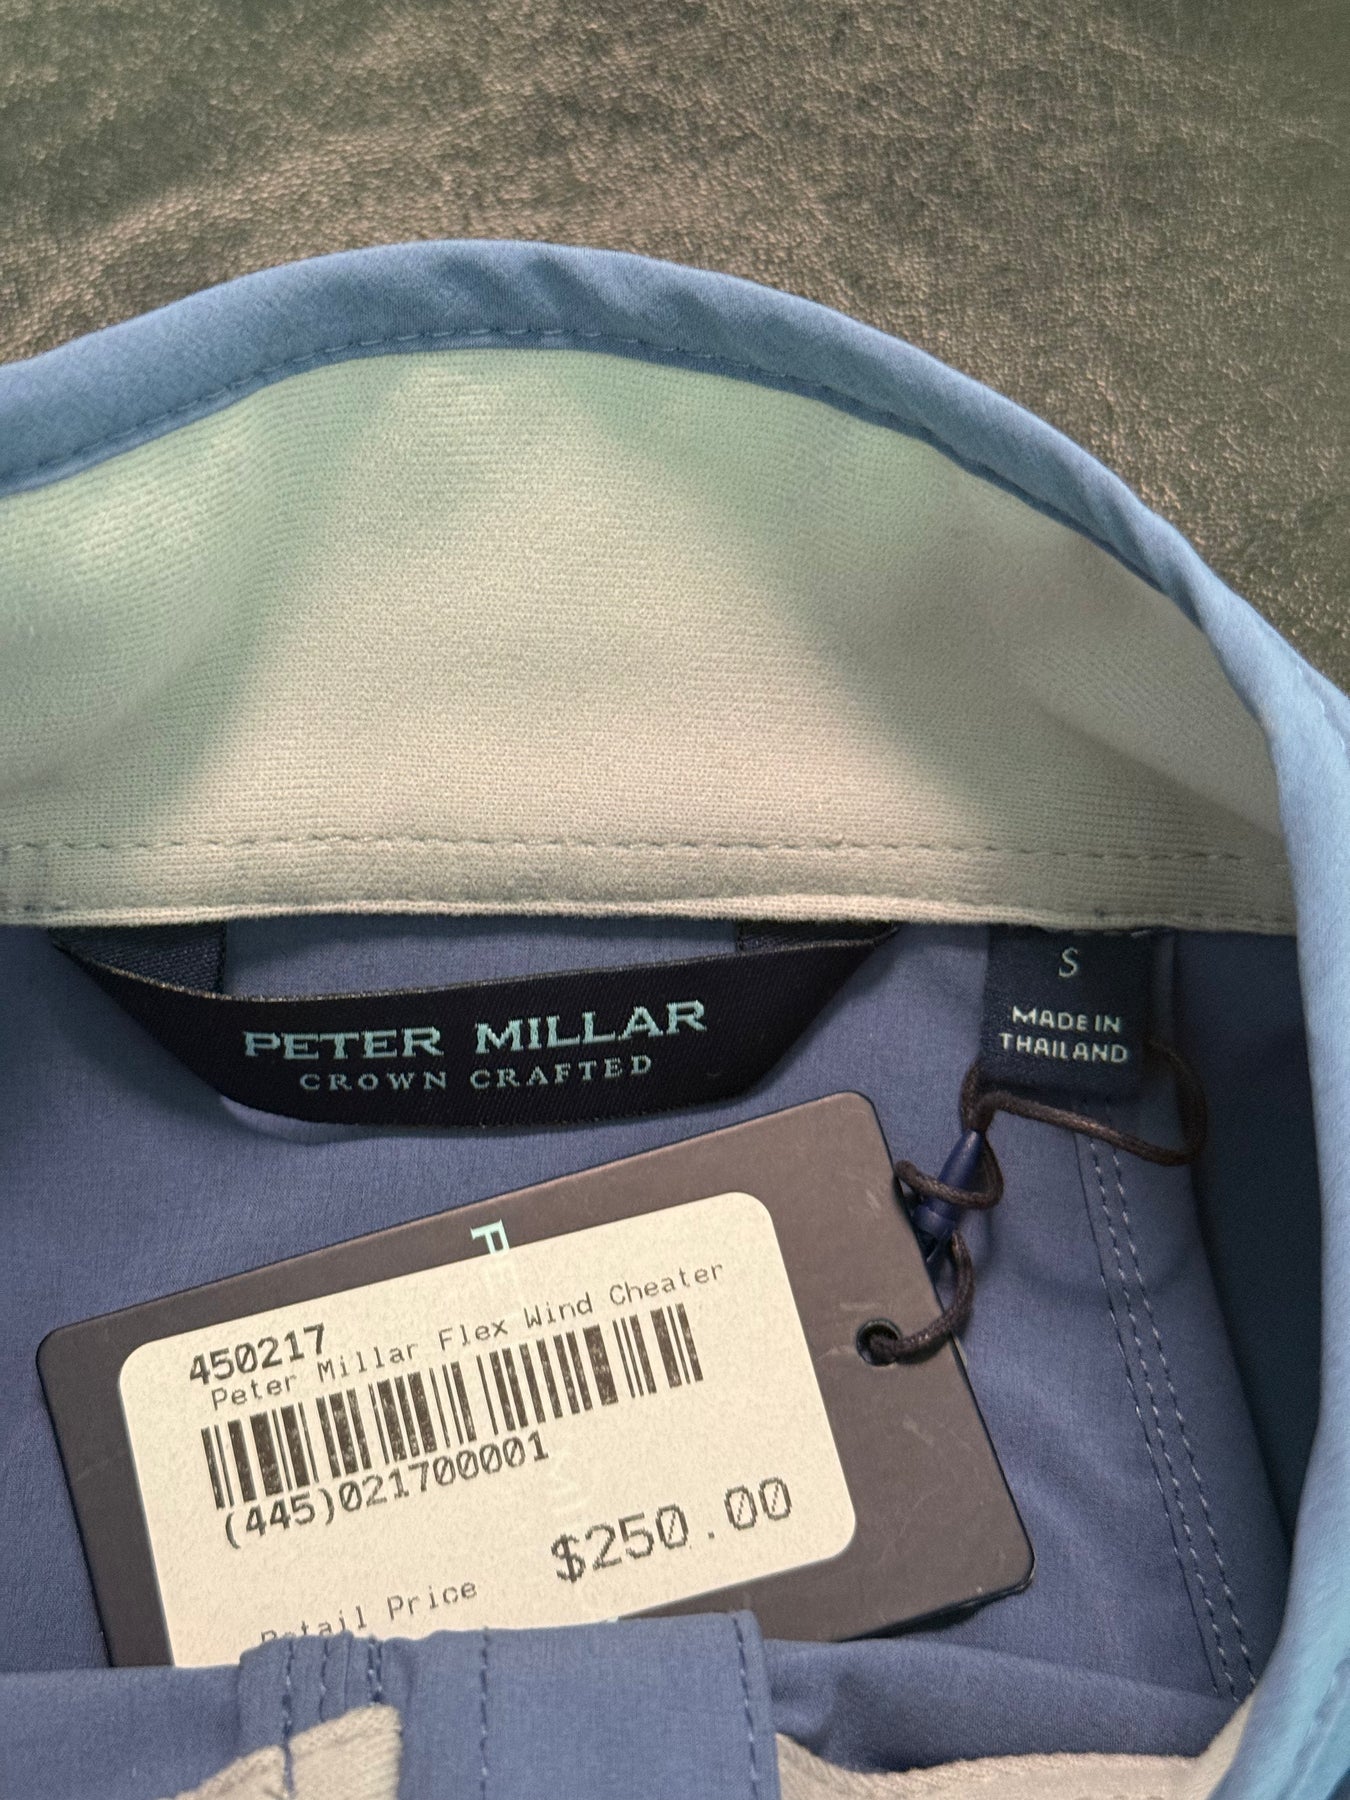 PETER MILLAR
CROWN CRAFTED
S
MADE IN
THAILAND
450217
Peter Millar Flex Wind Cheater
(445)021700001
$250.00
Retail Price